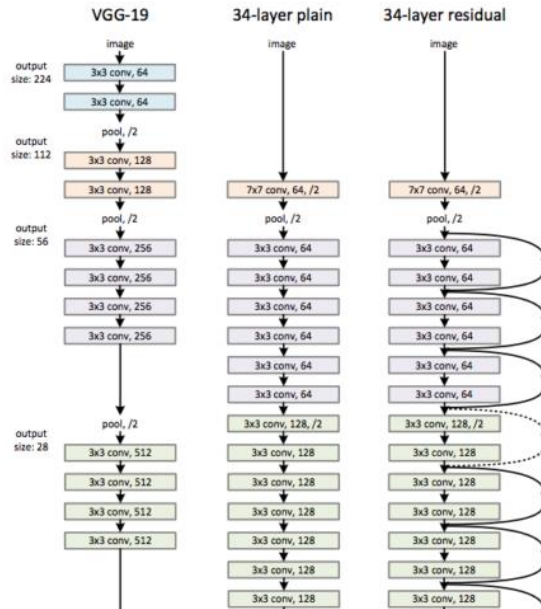 VGG-19
image
output
size: 224
3x3 conv, 64
3x3 conv, 64
pool, /2
output
size: 112
3x3 conv, 128
3x3 conv, 128
pool, /2
output
size: 56
3x3 conv, 256
3x3 conv, 256
3x3 conv, 256
3x3 conv, 256
pool, /2
output
size: 28
3x3 conv, 512
3x3 conv, 512
3x3 conv, 512
3x3 conv, 512
34-layer plain
image
7x7 conv, 64, /2
pool, /2
3x3 conv, 64
3x3 conv, 64
3x3 conv, 64
3x3 conv, 64
3x3 conv, 64
3x3 conv, 64
3x3 conv, 128, /2
3x3 conv, 128
3x3 conv, 128
3x3 conv, 128
3x3 conv, 128
3x3 conv, 128
3x3 conv, 128
34-layer residual
image
7x7 conv, 64, /2
pool, /2
3x3 conv, 64
3x3 conv, 64
3x3 conv, 64
3x3 conv, 64
3x3 conv, 64
3x3 conv, 64
3x3 conv, 128, /2
3x3 conv, 128
3x3 conv, 128
3x3 conv, 128
3x3 conv, 128
3x3 conv, 128
3x3 conv, 128